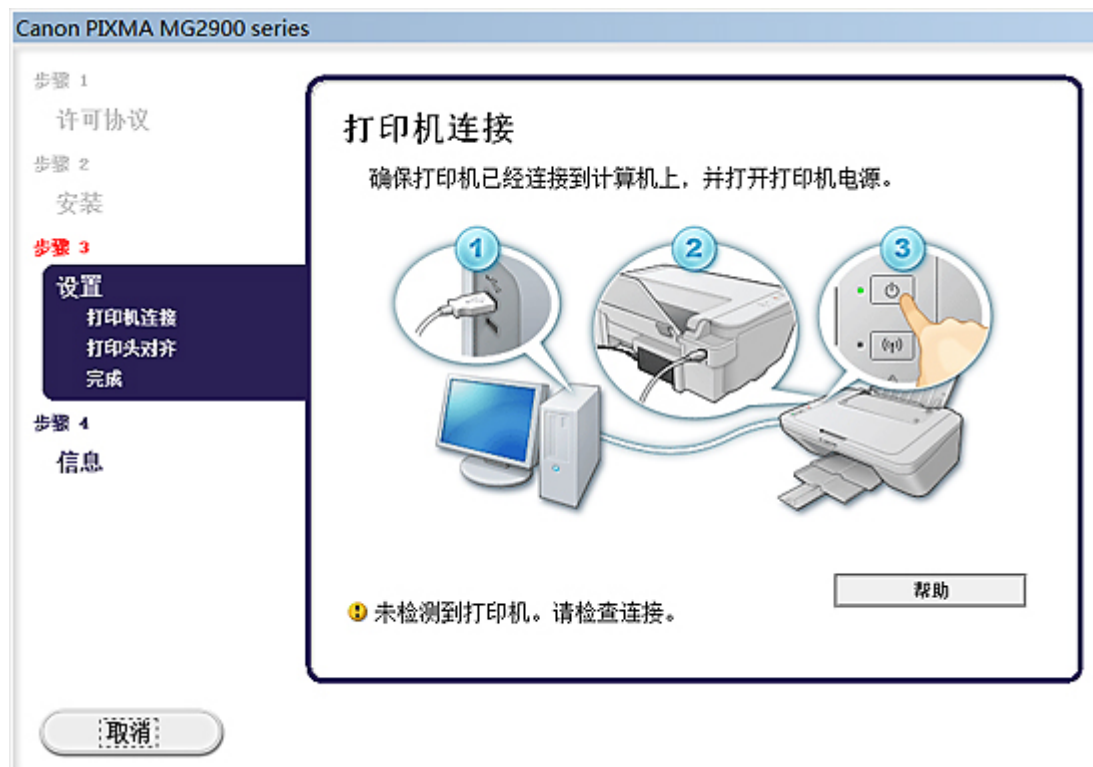 Canon PIXMA MG2900 series
步骤 1
许可协议
步骤 2
安装
步骤 3
设置
打印机连接
打印头对齐
完成
步骤 4
信息
打印机连接
确保打印机已经连接到计算机上，并打开打印机电源。
1
2
3
帮助
未检测到打印机。请检查连接。
取消